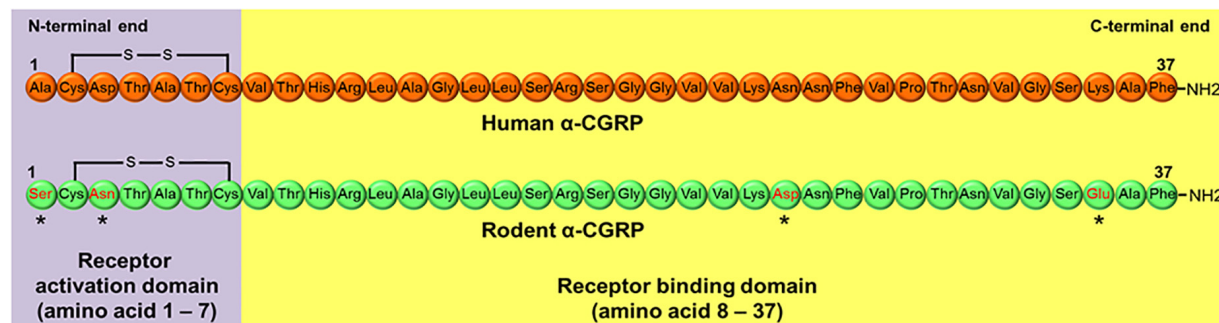 N-terminal end C-terminal end
S S
1 37
Ala Cys Asp Thr Ala Thr Cys Val Thr His Arg Leu Ala Gly Leu Leu Ser Arg Ser Gly Gly Val Val Lys Asn Asn Phe Val Pro Thr Asn Val Gly Ser Lys Ala Phe NH2
Human α-CGRP
S S
1 37
Ser Cys Asn Thr Ala Thr Cys Val Thr His Arg Leu Ala Gly Leu Leu Ser Arg Ser Gly Gly Val Val Lys Asp Asn Phe Val Pro Thr Asn Val Gly Ser Glu Ala Phe NH2
* * * *
Rodent α-CGRP
Receptor
activation domain
(amino acid 1 – 7)
Receptor binding domain
(amino acid 8 – 37)